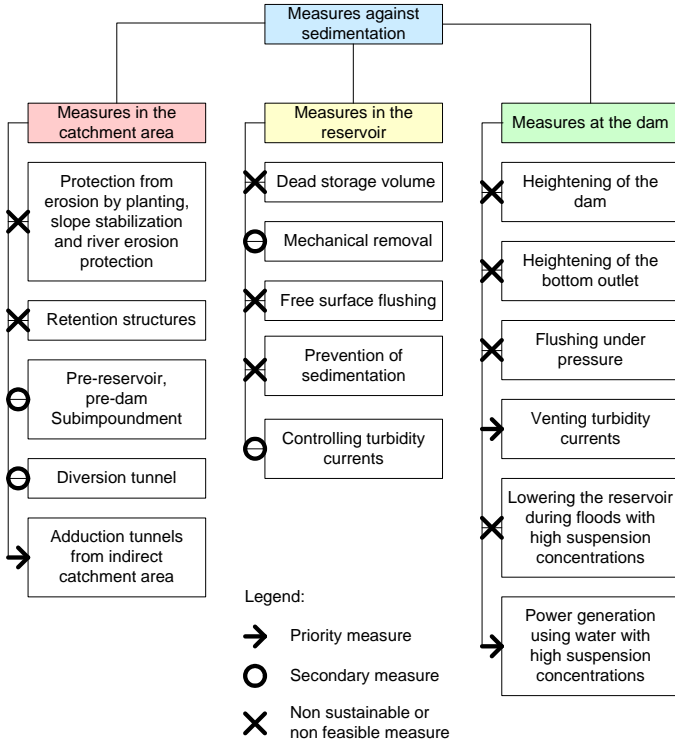 Measures against
sedimentation
Measures in the
catchment area
Protection from
erosion by planting,
slope stabilization
and river erosion
protection
Retention structures
Pre-reservoir,
pre-dam
Subimpoundment
Diversion tunnel
Adduction tunnels
from indirect
catchment area
Measures in the
reservoir
Dead storage volume
Mechanical removal
Free surface flushing
Prevention of
sedimentation
Controlling turbidity
currents
Measures at the dam
Heightening of the
dam
Heightening of the
bottom outlet
Flushing under
pressure
Venting turbidity
currents
Lowering the reservoir
during floods with
high suspension
concentrations
Power generation
using water with
high suspension
concentrations
Legend:
Priority measure
Secondary measure
Non sustainable or
non feasible measure